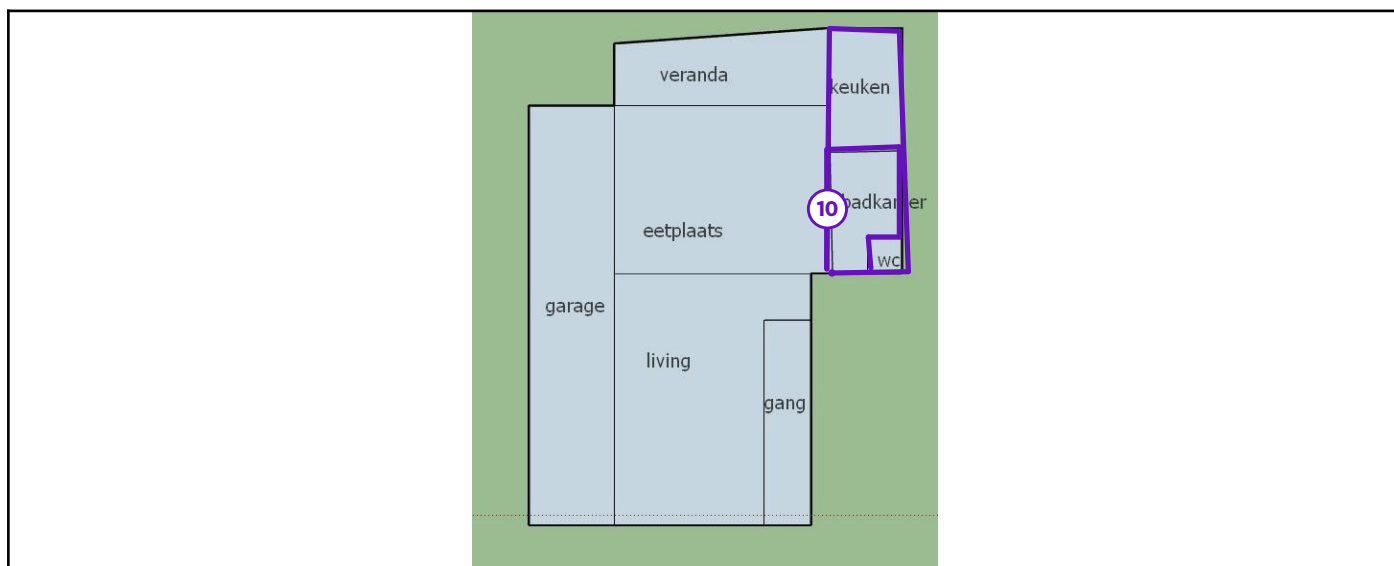 veranda
keuken
badkamer
10
eetplaats
wc
garage
living
gang